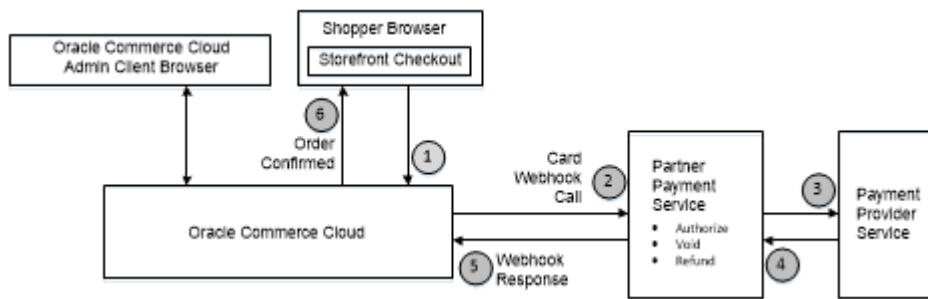 Oracle Commerce Cloud
Admin Client Browser
Shopper Browser
Storefront Checkout
6
Order
Confirmed
1
Oracle Commerce Cloud
Card
Webhook
Call
2
5
Webhook
Response
Partner
Payment
Service
• Authorize
• Void
• Refund
3
4
Payment
Provider
Service